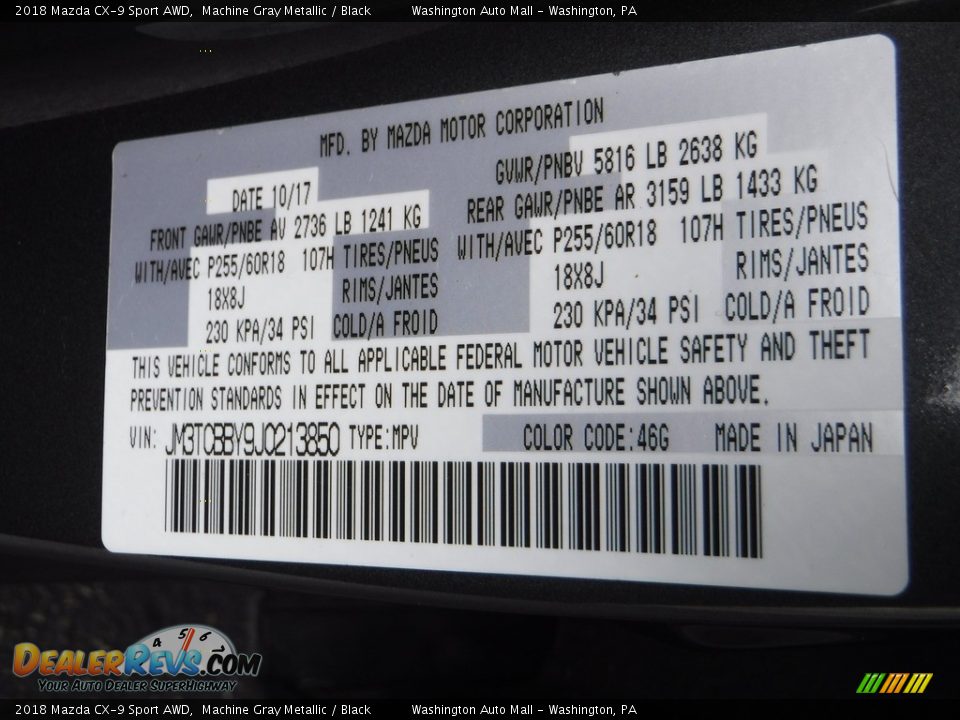 2018 Mazda CX-9 Sport AWD, Machine Gray Metallic / Black Washington Auto Mall - Washington, PA
MFD. BY MAZDA MOTOR CORPORATION
DATE 10/17 GVWR/PNBV 5816 LB 2638 KG
FRONT GAWR/PNBE AV 2736 LB 1241 KG REAR GAWR/PNBE AR 3159 LB 1433 KG
WITH/AVEC P255/60R18 107H TIRES/PNEUS WITH/AVEC P255/60R18 107H TIRES/PNEUS
18X8J RIMS/JANTES 18X8J RIMS/JANTES
230 KPA/34 PSI COLD/A FROID 230 KPA/34 PSI COLD/A FROID
THIS VEHICLE CONFORMS TO ALL APPLICABLE FEDERAL MOTOR VEHICLE SAFETY AND THEFT
PREVENTION STANDARDS IN EFFECT ON THE DATE OF MANUFACTURE SHOWN ABOVE.
VIN: JM3TCBBY9J0213850 TYPE:MPV COLOR CODE:46G MADE IN JAPAN
4 5 6
DEALERREVS.COM
Your Auto Dealer SuperHighway
2018 Mazda CX-9 Sport AWD, Machine Gray Metallic / Black Washington Auto Mall - Washington, PA